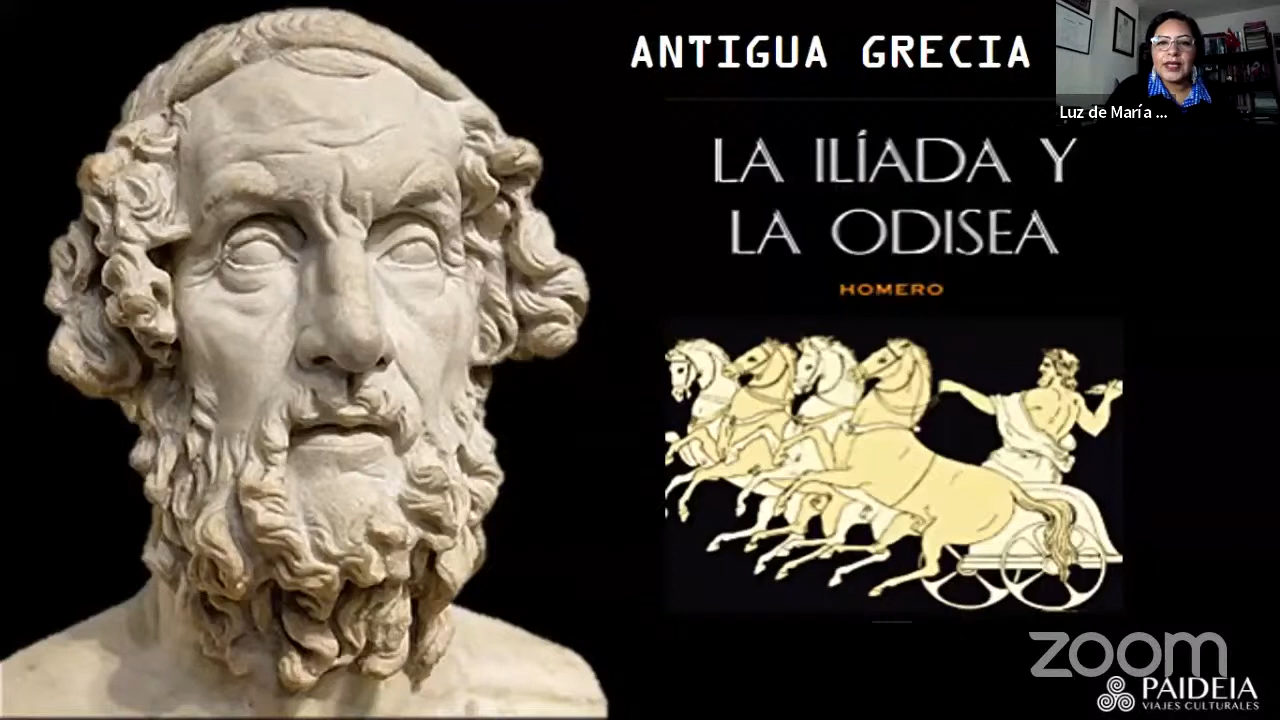 ANTIGUA GRECIA
Luz de María ...
LA ILÍADA Y
LA ODISEA
HOMERO
zoom
PAIDEIA
VIAJES CULTURALES